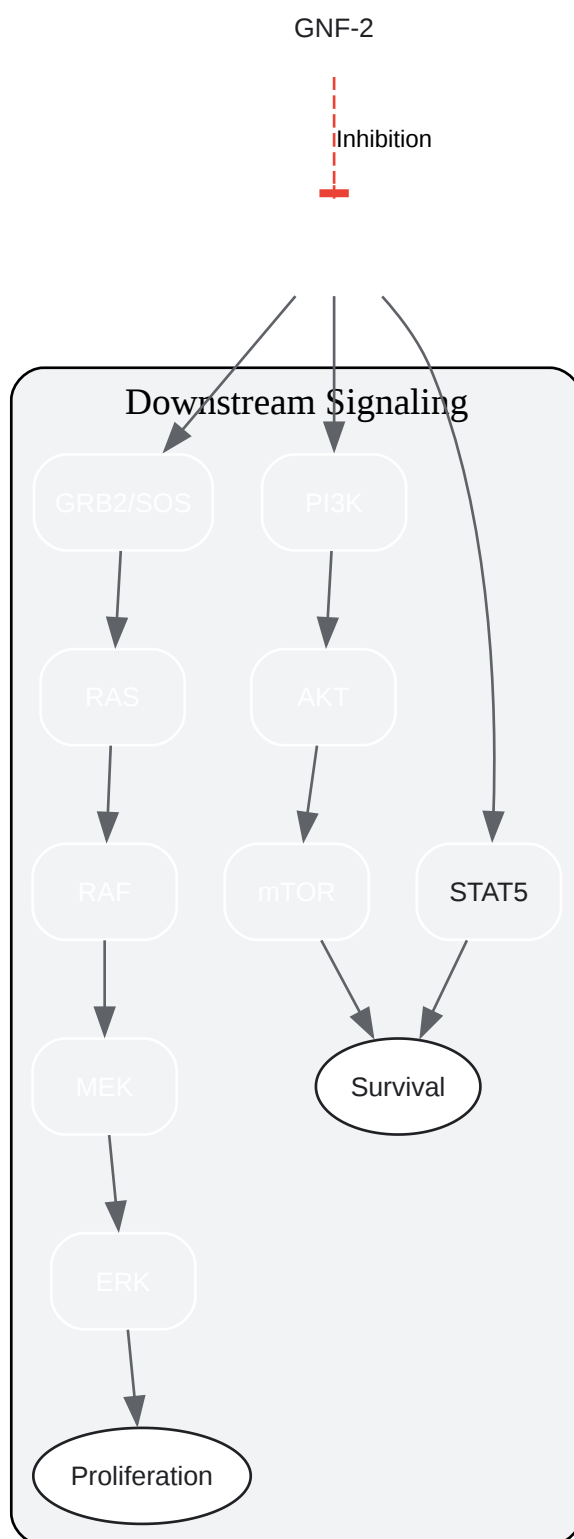 GNF-2
Inhibition
Downstream Signaling
GRB2/SOS
PI3K
RAS
AKT
RAF
mTOR
STAT5
MEK
Survival
ERK
Proliferation